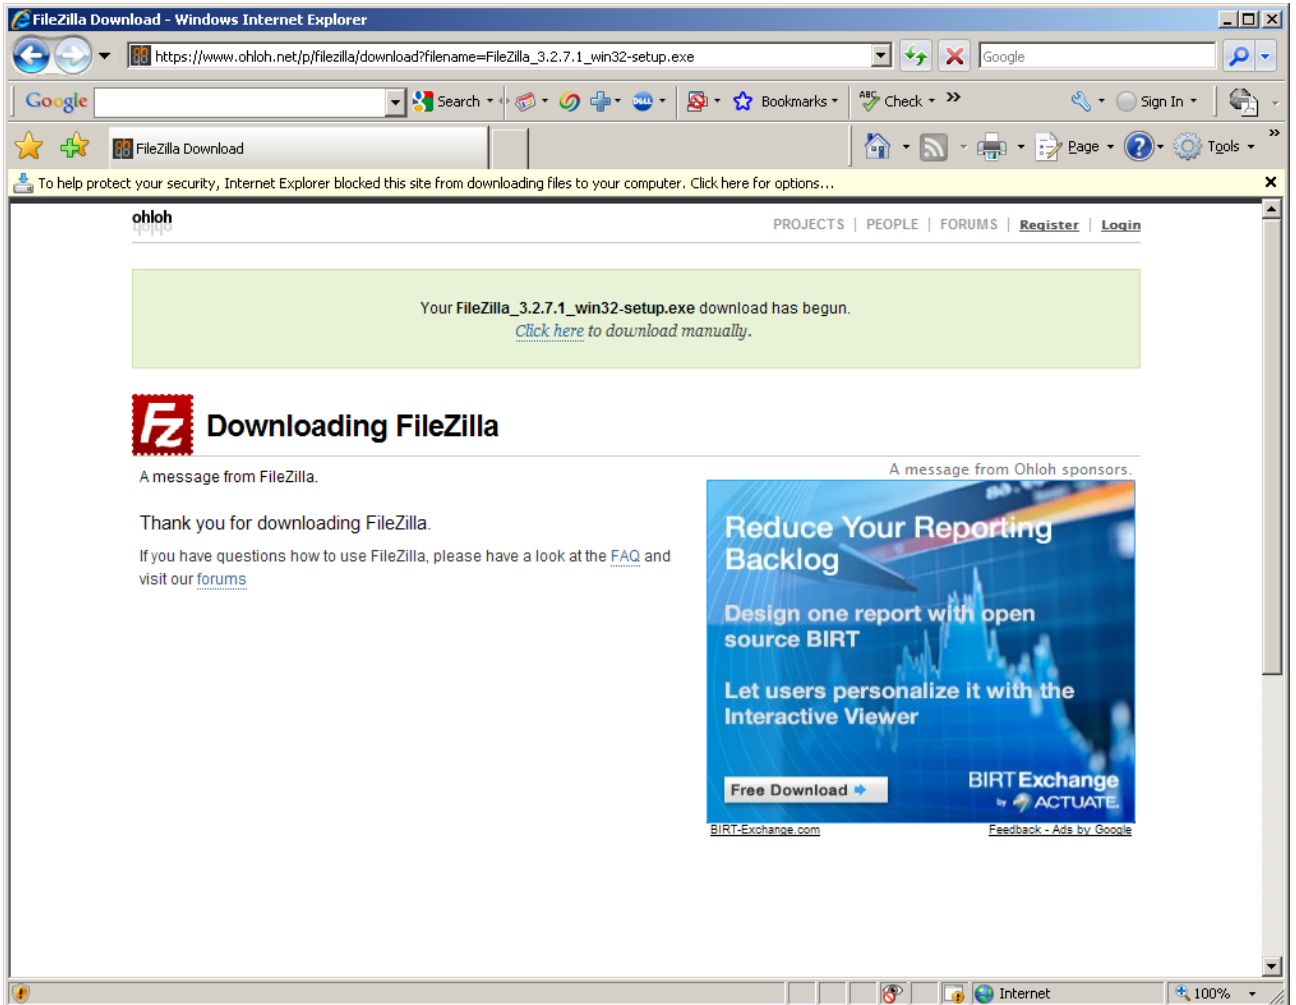 FileZilla Download - Windows Internet Explorer
https://www.ohloh.net/p/filezilla/download?filename=FileZilla_3.2.7.1_win32-setup.exe
Google
Google
Search
DELL
Bookmarks
ABC
Check
Sign In
FileZilla Download
Page
Tools
To help protect your security, Internet Explorer blocked this site from downloading files to your computer. Click here for options...
ohloh
PROJECTS | PEOPLE | FORUMS | Register | Login
Your FileZilla_3.2.7.1_win32-setup.exe download has begun.
Click here to download manually.
Fz
Downloading FileZilla
A message from FileZilla.
Thank you for downloading FileZilla.
If you have questions how to use FileZilla, please have a look at the FAQ and
visit our forums
A message from Ohloh sponsors.
Reduce Your Reporting
Backlog
Design one report with open
source BIRT
Let users personalize it with the
Interactive Viewer
Free Download
BIRT Exchange
by ACTUATE.
BIRT-Exchange.com
Feedback - Ads by Google
Internet
100%